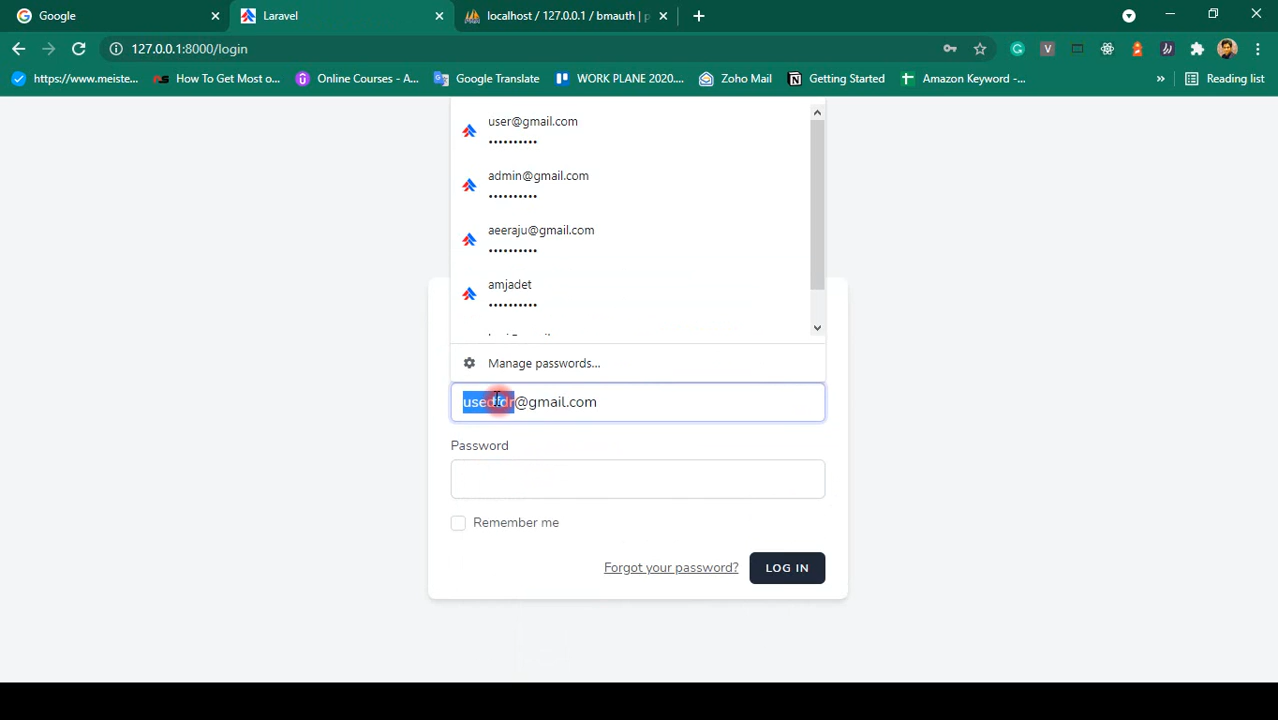 Google
Laravel
localhost / 127.0.0.1 / bmauth | p
127.0.0.1:8000/login
https://www.meiste...
How To Get Most o...
Online Courses - A...
Google Translate
WORK PLANE 2020....
Zoho Mail
Getting Started
Amazon Keyword -...
»
Reading list
user@gmail.com
••••••••••
admin@gmail.com
••••••••••
aeeraju@gmail.com
••••••••••
amjadet
••••••••••
Manage passwords...
@gmail.com
Password
Remember me
Forgot your password?
LOG IN